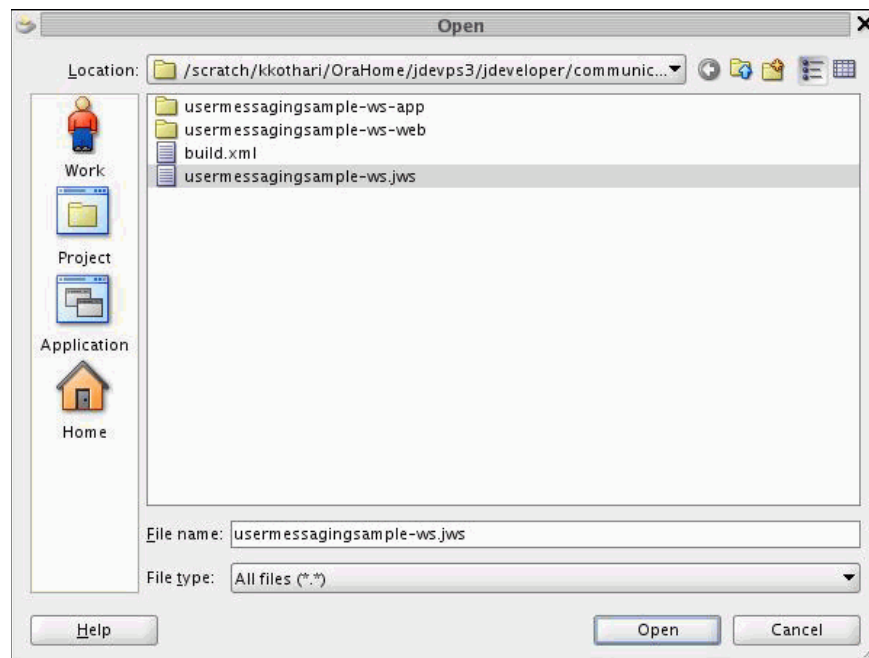 Open
Location: /scratch/kkothari/OraHome/jdevps3/jdeveloper/communic...
Work
Project
Application
Home
usermessagingsample-ws-app
usermessagingsample-ws-web
build.xml
usermessagingsample-ws.jws
File name: usermessagingsample-ws.jws
File type: All files (*.*)
Help
Open
Cancel